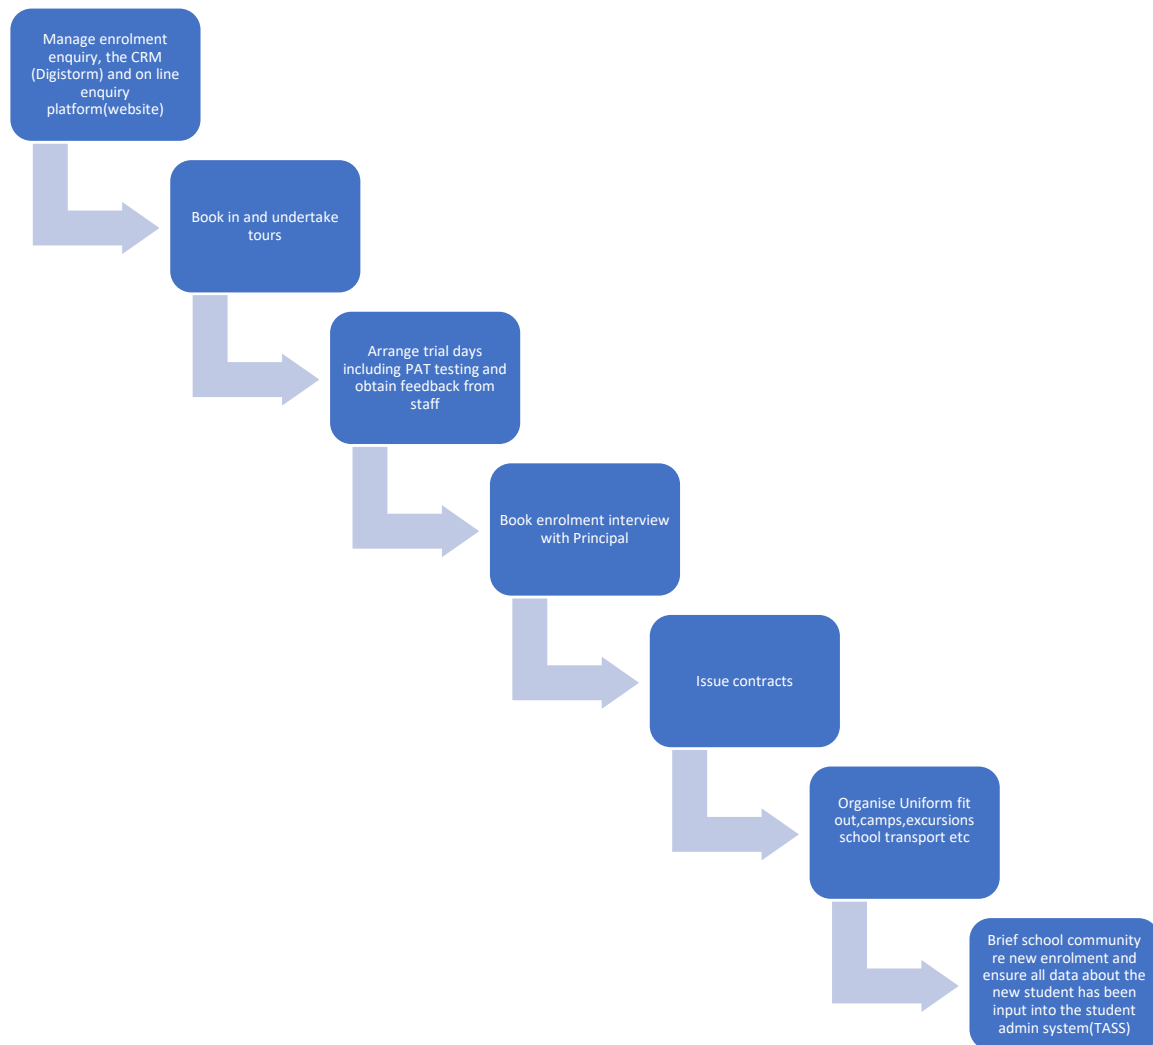 Manage enrolment
enquiry, the CRM
(Digistorm) and on line
enquiry
platform(website)
Book in and undertake
tours
Arrange trial days
including PAT testing and
obtain feedback from
staff
Book enrolment interview
with Principal
Issue contracts
Organise Uniform fit
out,camps,excursions
school transport etc
Brief school community
re new enrolment and
ensure all data about the
new student has been
input into the student
admin system(TASS)